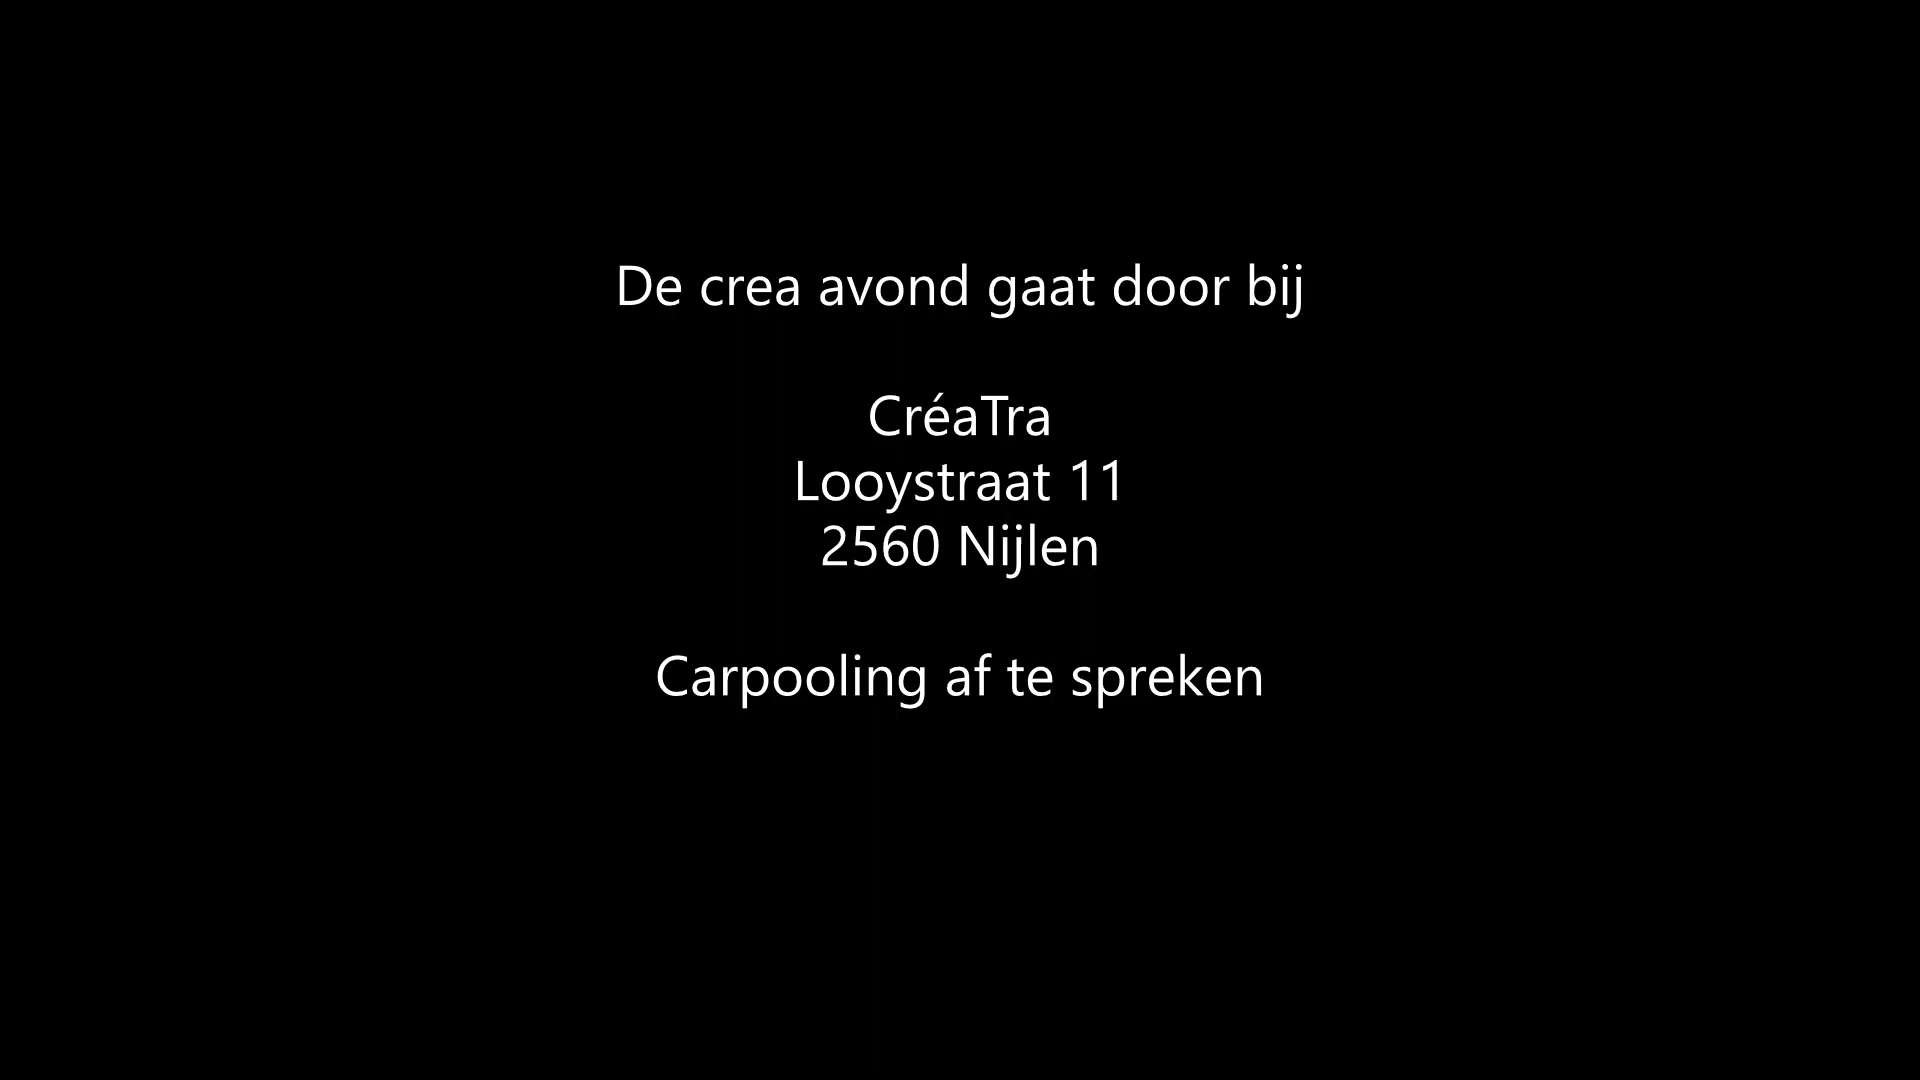 De crea avond gaat door bij
CréaTra
Looystraat 11
2560 Nijlen
Carpooling af te spreken